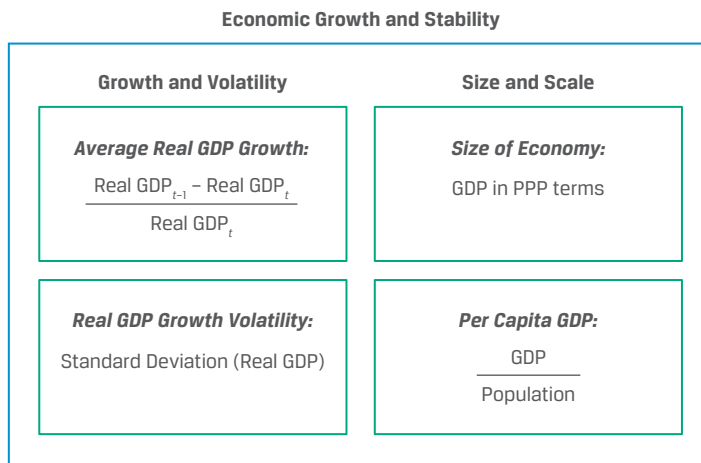 Economic Growth and Stability
Growth and Volatility
Average Real GDP Growth:
Real GDPt–1 – Real GDPt
Real GDPt
Real GDP Growth Volatility:
Standard Deviation (Real GDP)
Size and Scale
Size of Economy:
GDP in PPP terms
Per Capita GDP:
GDP
Population